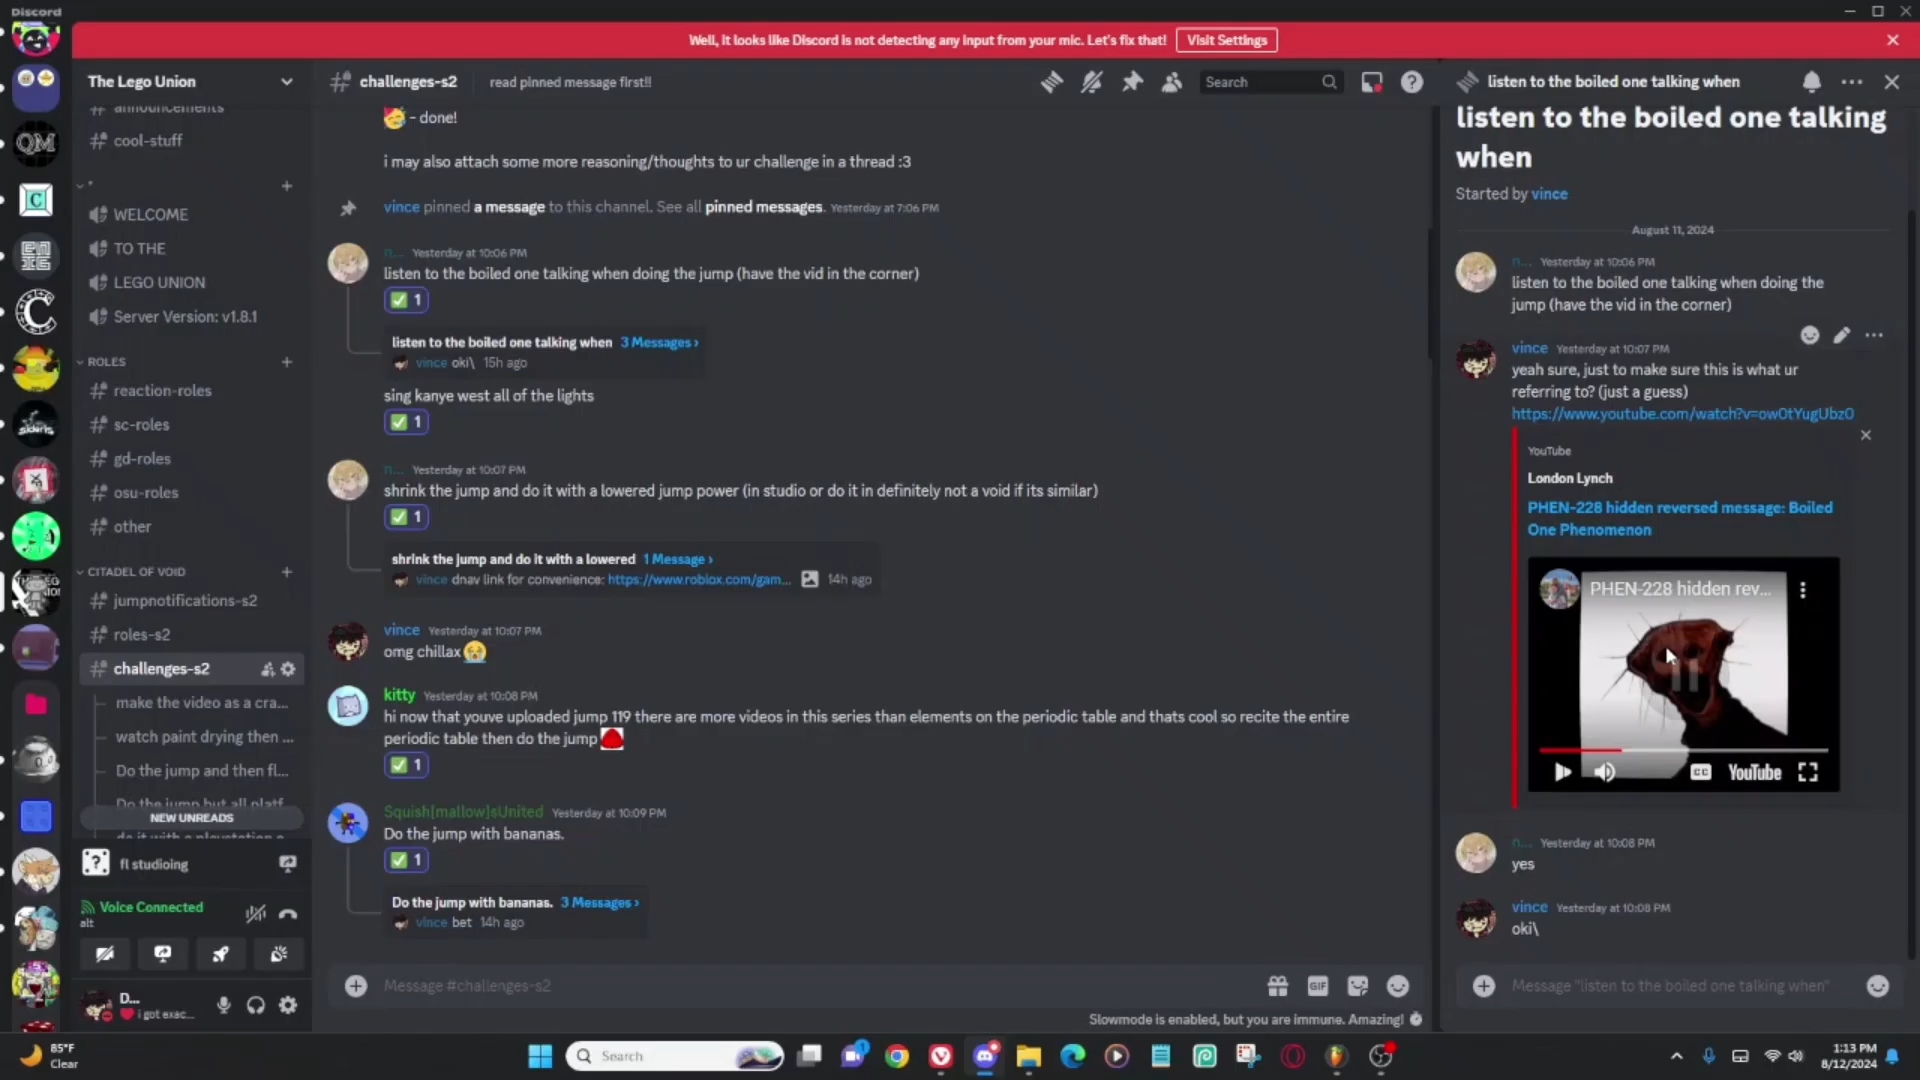 Discord
Well, it looks like Discord is not detecting any input from your mic. Let's fix that!
Visit Settings
The Lego Union
announcements
cool-stuff
WELCOME
TO THE
LEGO UNION
Server Version: v1.8.1
ROLES
reaction-roles
sc-roles
gd-roles
osu-roles
other
CITADEL OF VOID
jumpnotifications-s2
roles-s2
challenges-s2
make the video as a cra...
watch paint drying then ...
Do the jump and then fl...
Do the jump but all platf
NEW UNREADS
fl studioing
Voice Connected
alt
D...
i got exac...
challenges-s2
read pinned message first!!
Search
- done!
i may also attach some more reasoning/thoughts to ur challenge in a thread :3
vince pinned a message to this channel. See all pinned messages. Yesterday at 7:06 PM
n... Yesterday at 10:06 PM
listen to the boiled one talking when doing the jump (have the vid in the corner)
1
listen to the boiled one talking when 3 Messages ›
vince oki\ 15h ago
sing kanye west all of the lights
1
n... Yesterday at 10:07 PM
shrink the jump and do it with a lowered jump power (in studio or do it in definitely not a void if its similar)
1
shrink the jump and do it with a lowered 1 Message ›
vince dnav link for convenience: https://www.roblox.com/gam... 14h ago
vince Yesterday at 10:07 PM
omg chillax
kitty Yesterday at 10:08 PM
hi now that youve uploaded jump 119 there are more videos in this series than elements on the periodic table and thats cool so recite the entire
periodic table then do the jump
1
Squish[mallow]sUnited Yesterday at 10:09 PM
Do the jump with bananas.
1
Do the jump with bananas. 3 Messages ›
vince bet 14h ago
Message #challenges-s2
GIF
Slowmode is enabled, but you are immune. Amazing!
listen to the boiled one talking when
listen to the boiled one talking
when
Started by vince
August 11, 2024
n... Yesterday at 10:06 PM
listen to the boiled one talking when doing the
jump (have the vid in the corner)
vince Yesterday at 10:07 PM
yeah sure, just to make sure this is what ur
referring to? (just a guess)
https://www.youtube.com/watch?v=ow0tYugUbz0
YouTube
London Lynch
PHEN-228 hidden reversed message: Boiled
One Phenomenon
PHEN-228 hidden rev...
CC
YouTube
n... Yesterday at 10:08 PM
yes
vince Yesterday at 10:08 PM
oki\
Message "listen to the boiled one talking when"
85°F
Clear
Search
1:13 PM
8/12/2024